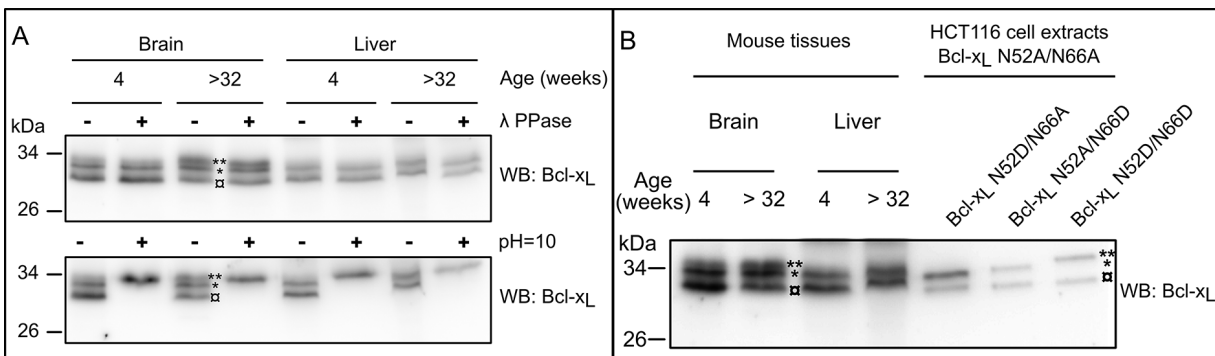 A
Brain Liver
4 >32 4 >32 Age (weeks)
- + - + - + - + λ PPase
kDa
34
**
*
¤
WB: Bcl-xL
26
- + - + - + - + pH=10
34
**
*
¤
WB: Bcl-xL
26
B
Mouse tissues
HCT116 cell extracts
Bcl-xL N52A/N66A
Brain Liver
Bcl-xL N52D/N66A
Bcl-xL N52A/N66D
Bcl-xL N52D/N66D
Age
(weeks) 4 > 32 4 > 32
kDa
34
**
*
¤
**
*
¤
WB: Bcl-xL
26